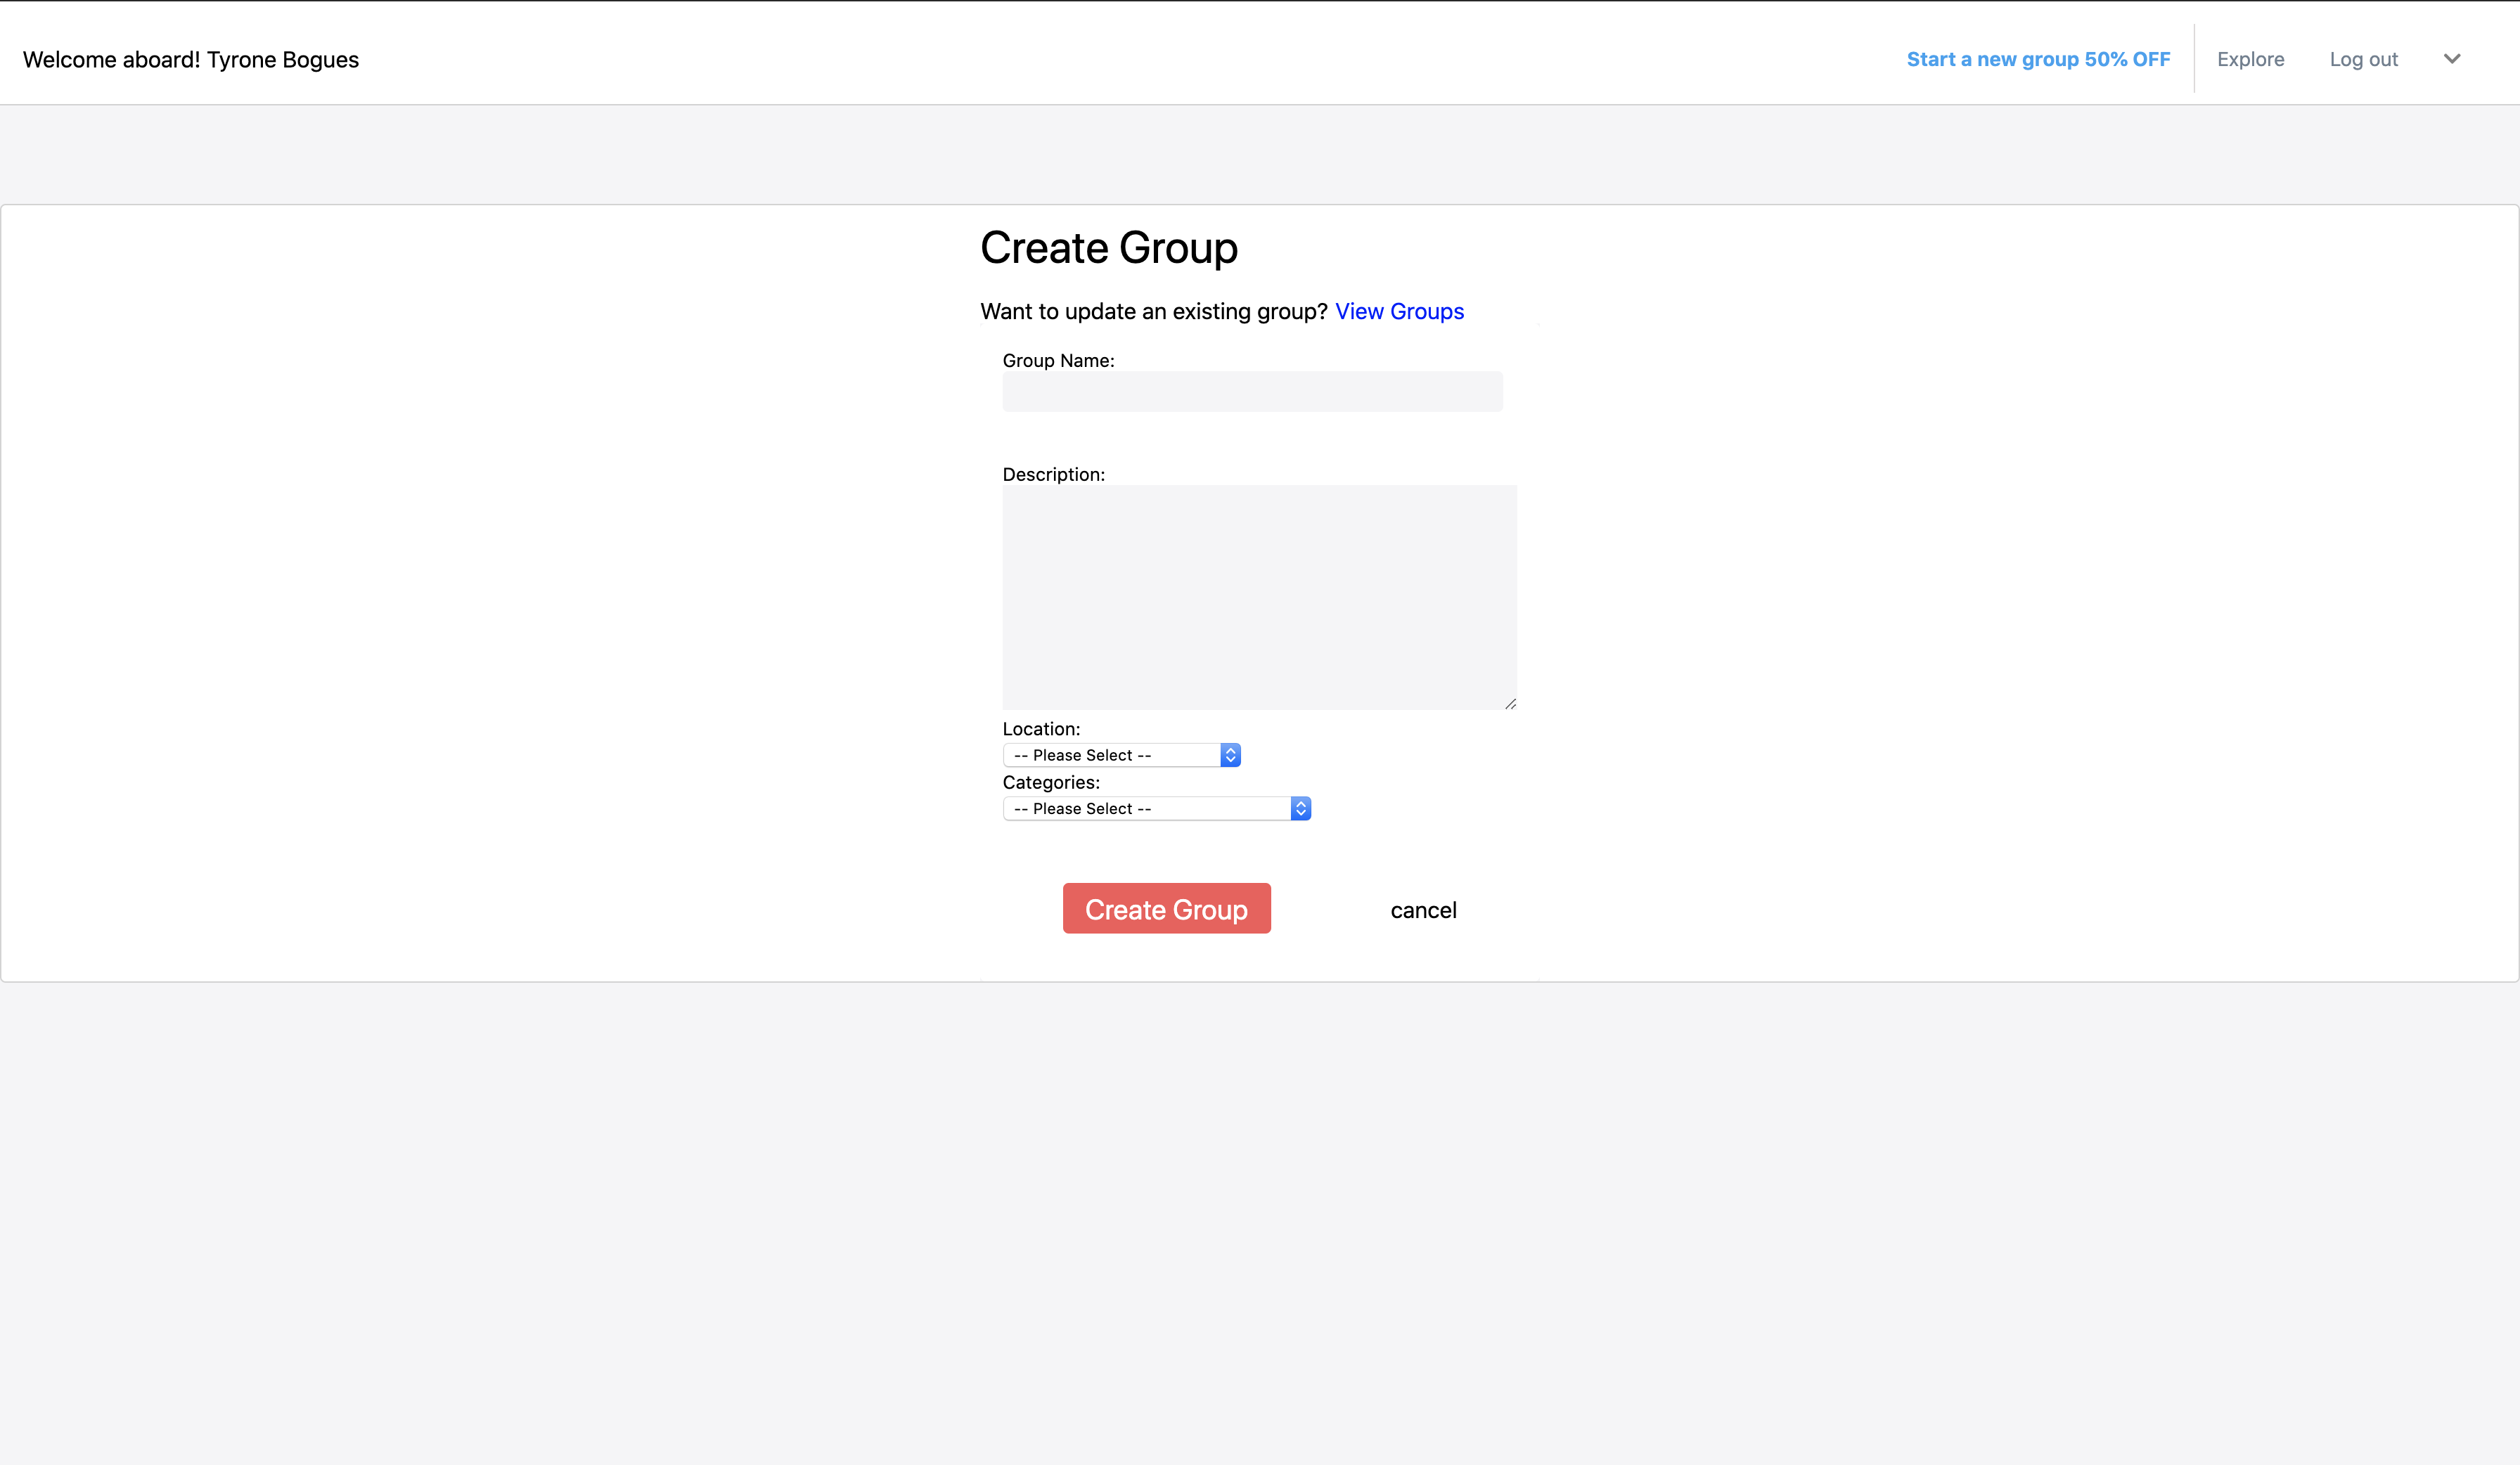 Welcome aboard! Tyrone Bogues
Start a new group 50% OFF
Explore
Log out
Create Group
Want to update an existing group? View Groups
Group Name:
Description:
Location:
-- Please Select --
Categories:
-- Please Select --
Create Group
cancel